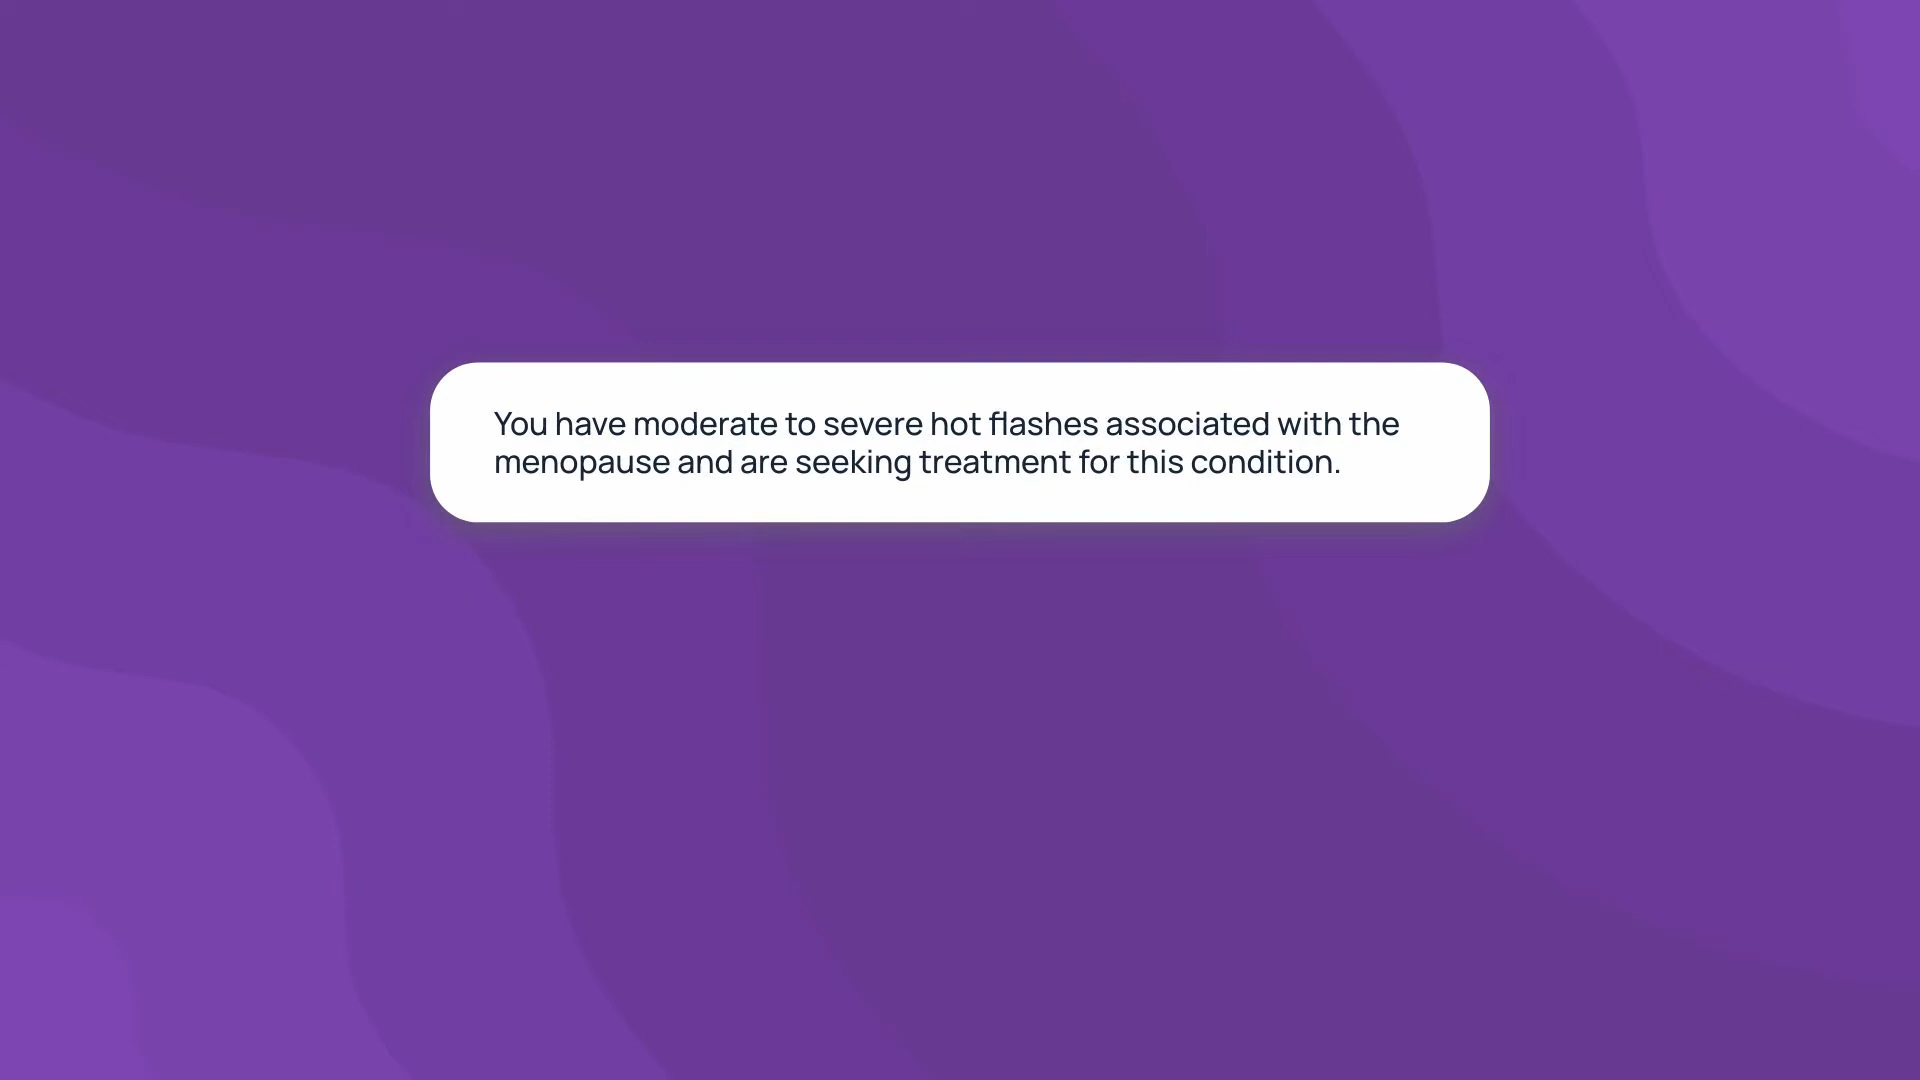 You have moderate to severe hot flashes associated with the
menopause and are seeking treatment for this condition.